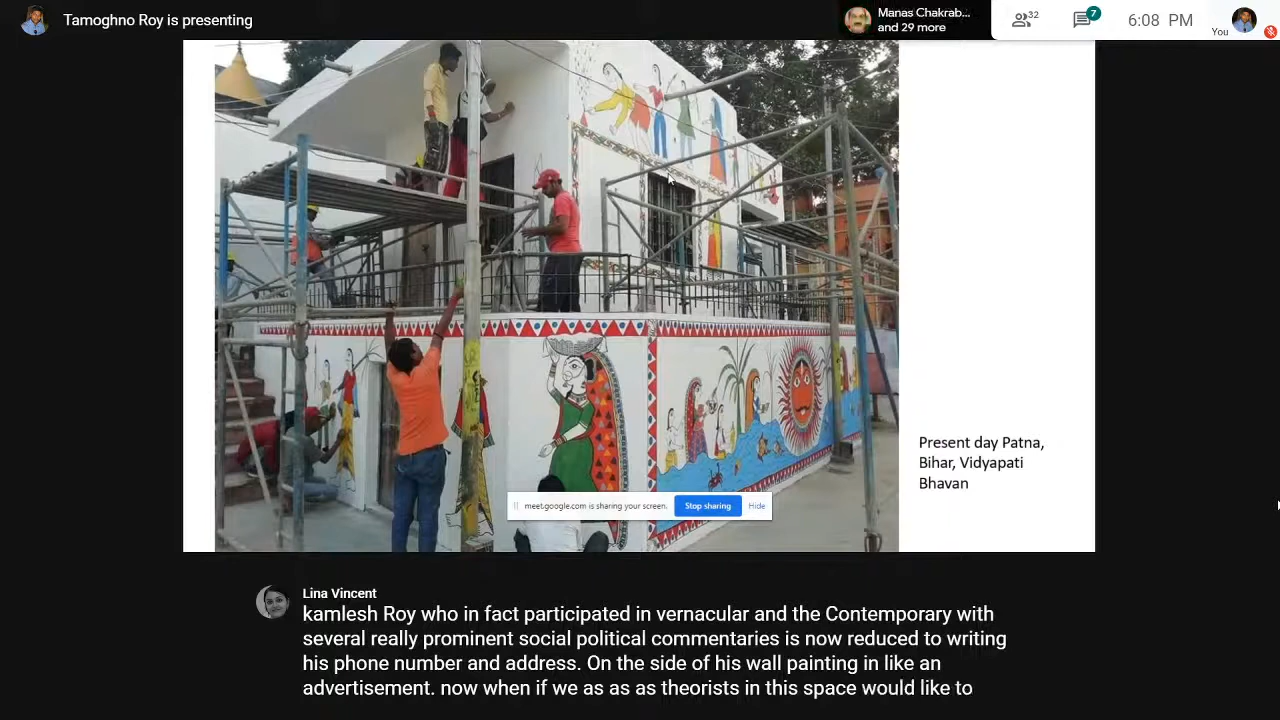 Tamoghno Roy is presenting
Manas Chakrab...
and 29 more
32
7
6:08 PM
You
Present day Patna,
Bihar, Vidyapati
Bhavan
meet.google.com is sharing your screen.
Stop sharing
Hide
Lina Vincent
kamlesh Roy who in fact participated in vernacular and the Contemporary with
several really prominent social political commentaries is now reduced to writing
his phone number and address. On the side of his wall painting in like an
advertisement. now when if we as as as theorists in this space would like to